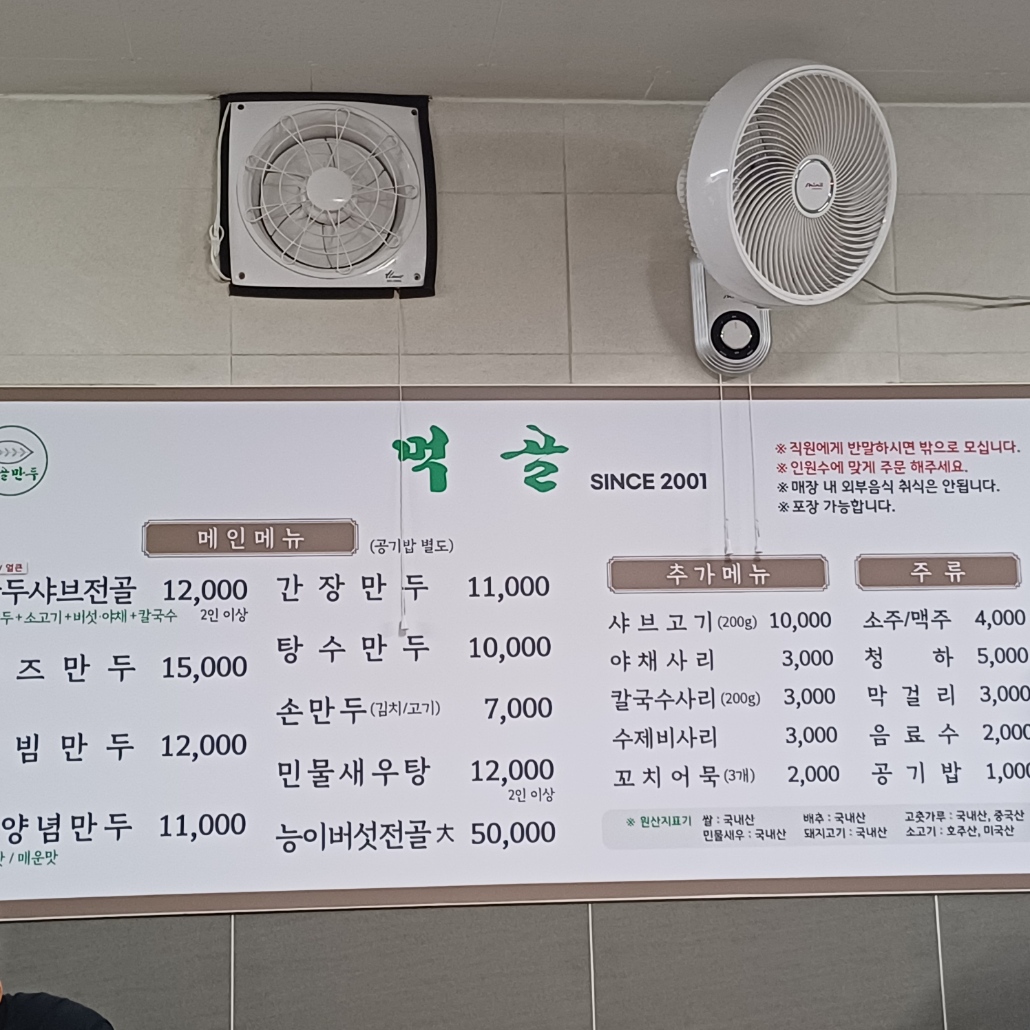 골만두
먹 골
SINCE 2001
※ 직원에게 반말하시면 밖으로 모십니다.
※ 인원수에 맞게 주문 해주세요.
※ 매장 내 외부음식 취식은 안됩니다.
※ 포장 가능합니다.
메인메뉴
(공기밥 별도)
/ 얼큰
두샤브전골 12,000
두+소고기+버섯·야채+칼국수 2인 이상
즈만두 15,000
빔만두 12,000
양념만두 11,000
/ 매운맛
간장만두 11,000
탕수만두 10,000
손만두(김치/고기) 7,000
민물새우탕 12,000
2인 이상
능이버섯전골大 50,000
추가메뉴
샤브고기(200g) 10,000
야채사리 3,000
칼국수사리(200g) 3,000
수제비사리 3,000
꼬치어묵(3개) 2,000
주류
소주/맥주 4,000
청하 5,000
막걸리 3,000
음료수 2,000
공기밥 1,000
※ 원산지표기 쌀 : 국내산 배추 : 국내산 고춧가루 : 국내산, 중국산
민물새우 : 국내산 돼지고기 : 국내산 소고기 : 호주산, 미국산